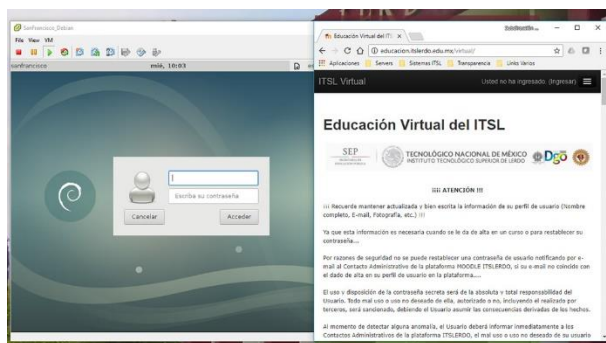 SanFrancisco_Debian
File View VM
sanfrancisco
mié, 10:03
Escriba su contraseña
Cancelar
Acceder
Educación Virtual del IT
educacion.itslerdo.edu.mx/virtual/
Aplicaciones
Servers
Sistemas ITSL
Transparencia
Links Varios
ITSL Virtual
Usted no ha ingresado. (Ingresar)
Educación Virtual del ITSL
SEP
TECNOLÓGICO NACIONAL DE MÉXICO
INSTITUTO TECNOLÓGICO SUPERIOR DE LERDO
Dgo
¡¡¡¡ ATENCIÓN !!!
¡¡¡ Recuerde mantener actualizada y bien escrita la información de su perfil de usuario (Nombre
completo, E-mail, Fotografía, etc.) !!!
Ya que esta información es necesaria cuando se le da de alta en un curso o para restablecer su
contraseña...
Por razones de seguridad no se puede restablecer una contraseña de usuario notificando por e-
mail al Contacto Administrativo de la plataforma MOODLE ITSLERDO, si su e-mail no coincide con
el dado de alta en su perfil de usuario en la plataforma....
El uso y disposición de la contraseña secreta será de la absoluta y total responsabilidad del
Usuario. Todo mal uso o uso no deseado de ella, autorizado o no, incluyendo el realizado por
terceros, será sancionado, debiendo el Usuario asumir las consecuencias derivadas de los hechos.
Al momento de detectar alguna anomalía, el Usuario deberá informar inmediatamente a los
Contactos Administrativos de la plataforma ITSLERDO, el mal uso o uso no deseado de su usuario